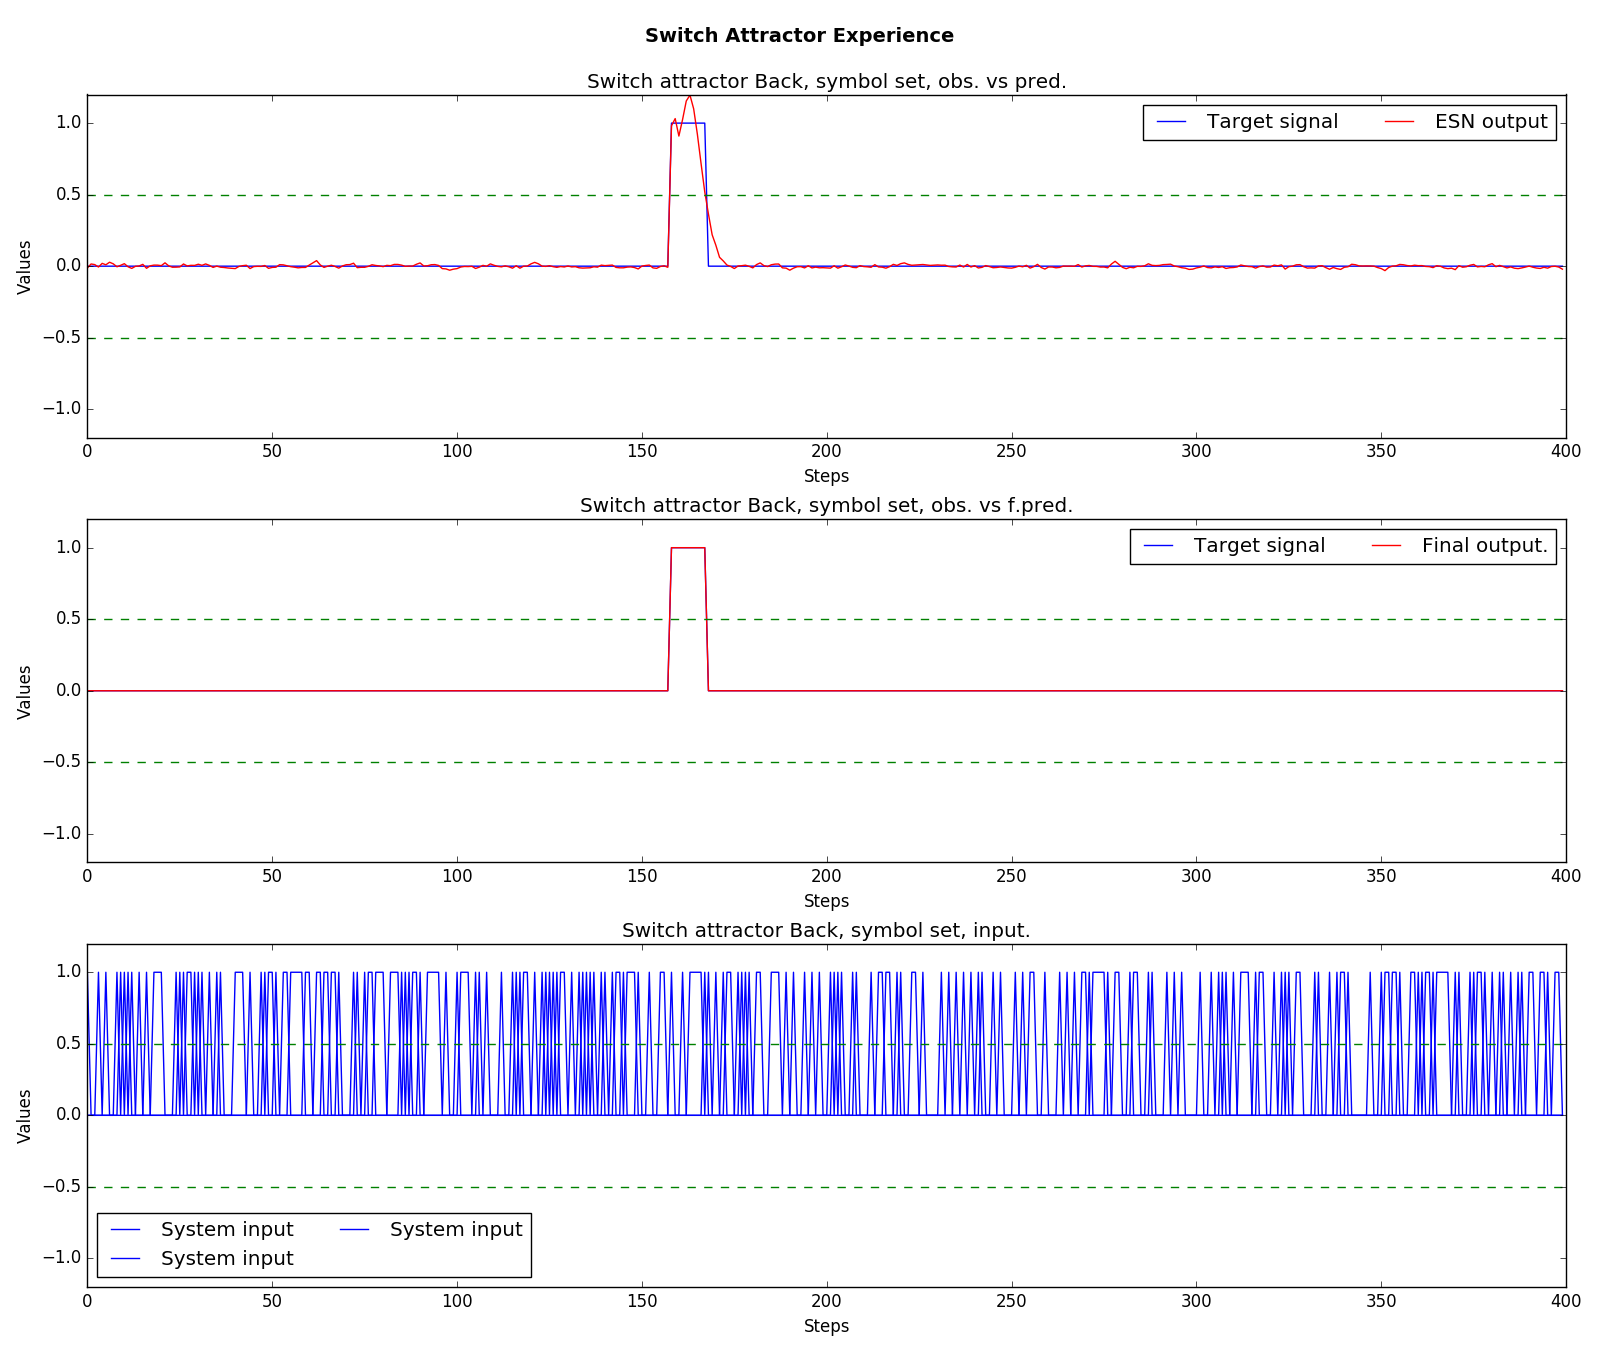 Switch Attractor Experience
Switch attractor Back, symbol set, obs. vs pred.
Target signal ESN output
1.0
0.5
0.0
−0.5
−1.0
Values
0 50 100 150 200 250 300 350 400
Steps
Switch attractor Back, symbol set, obs. vs f.pred.
Target signal Final output.
1.0
0.5
0.0
−0.5
−1.0
Values
0 50 100 150 200 250 300 350 400
Steps
Switch attractor Back, symbol set, input.
1.0
0.5
0.0
−0.5
−1.0
Values
System input System input
System input
0 50 100 150 200 250 300 350 400
Steps